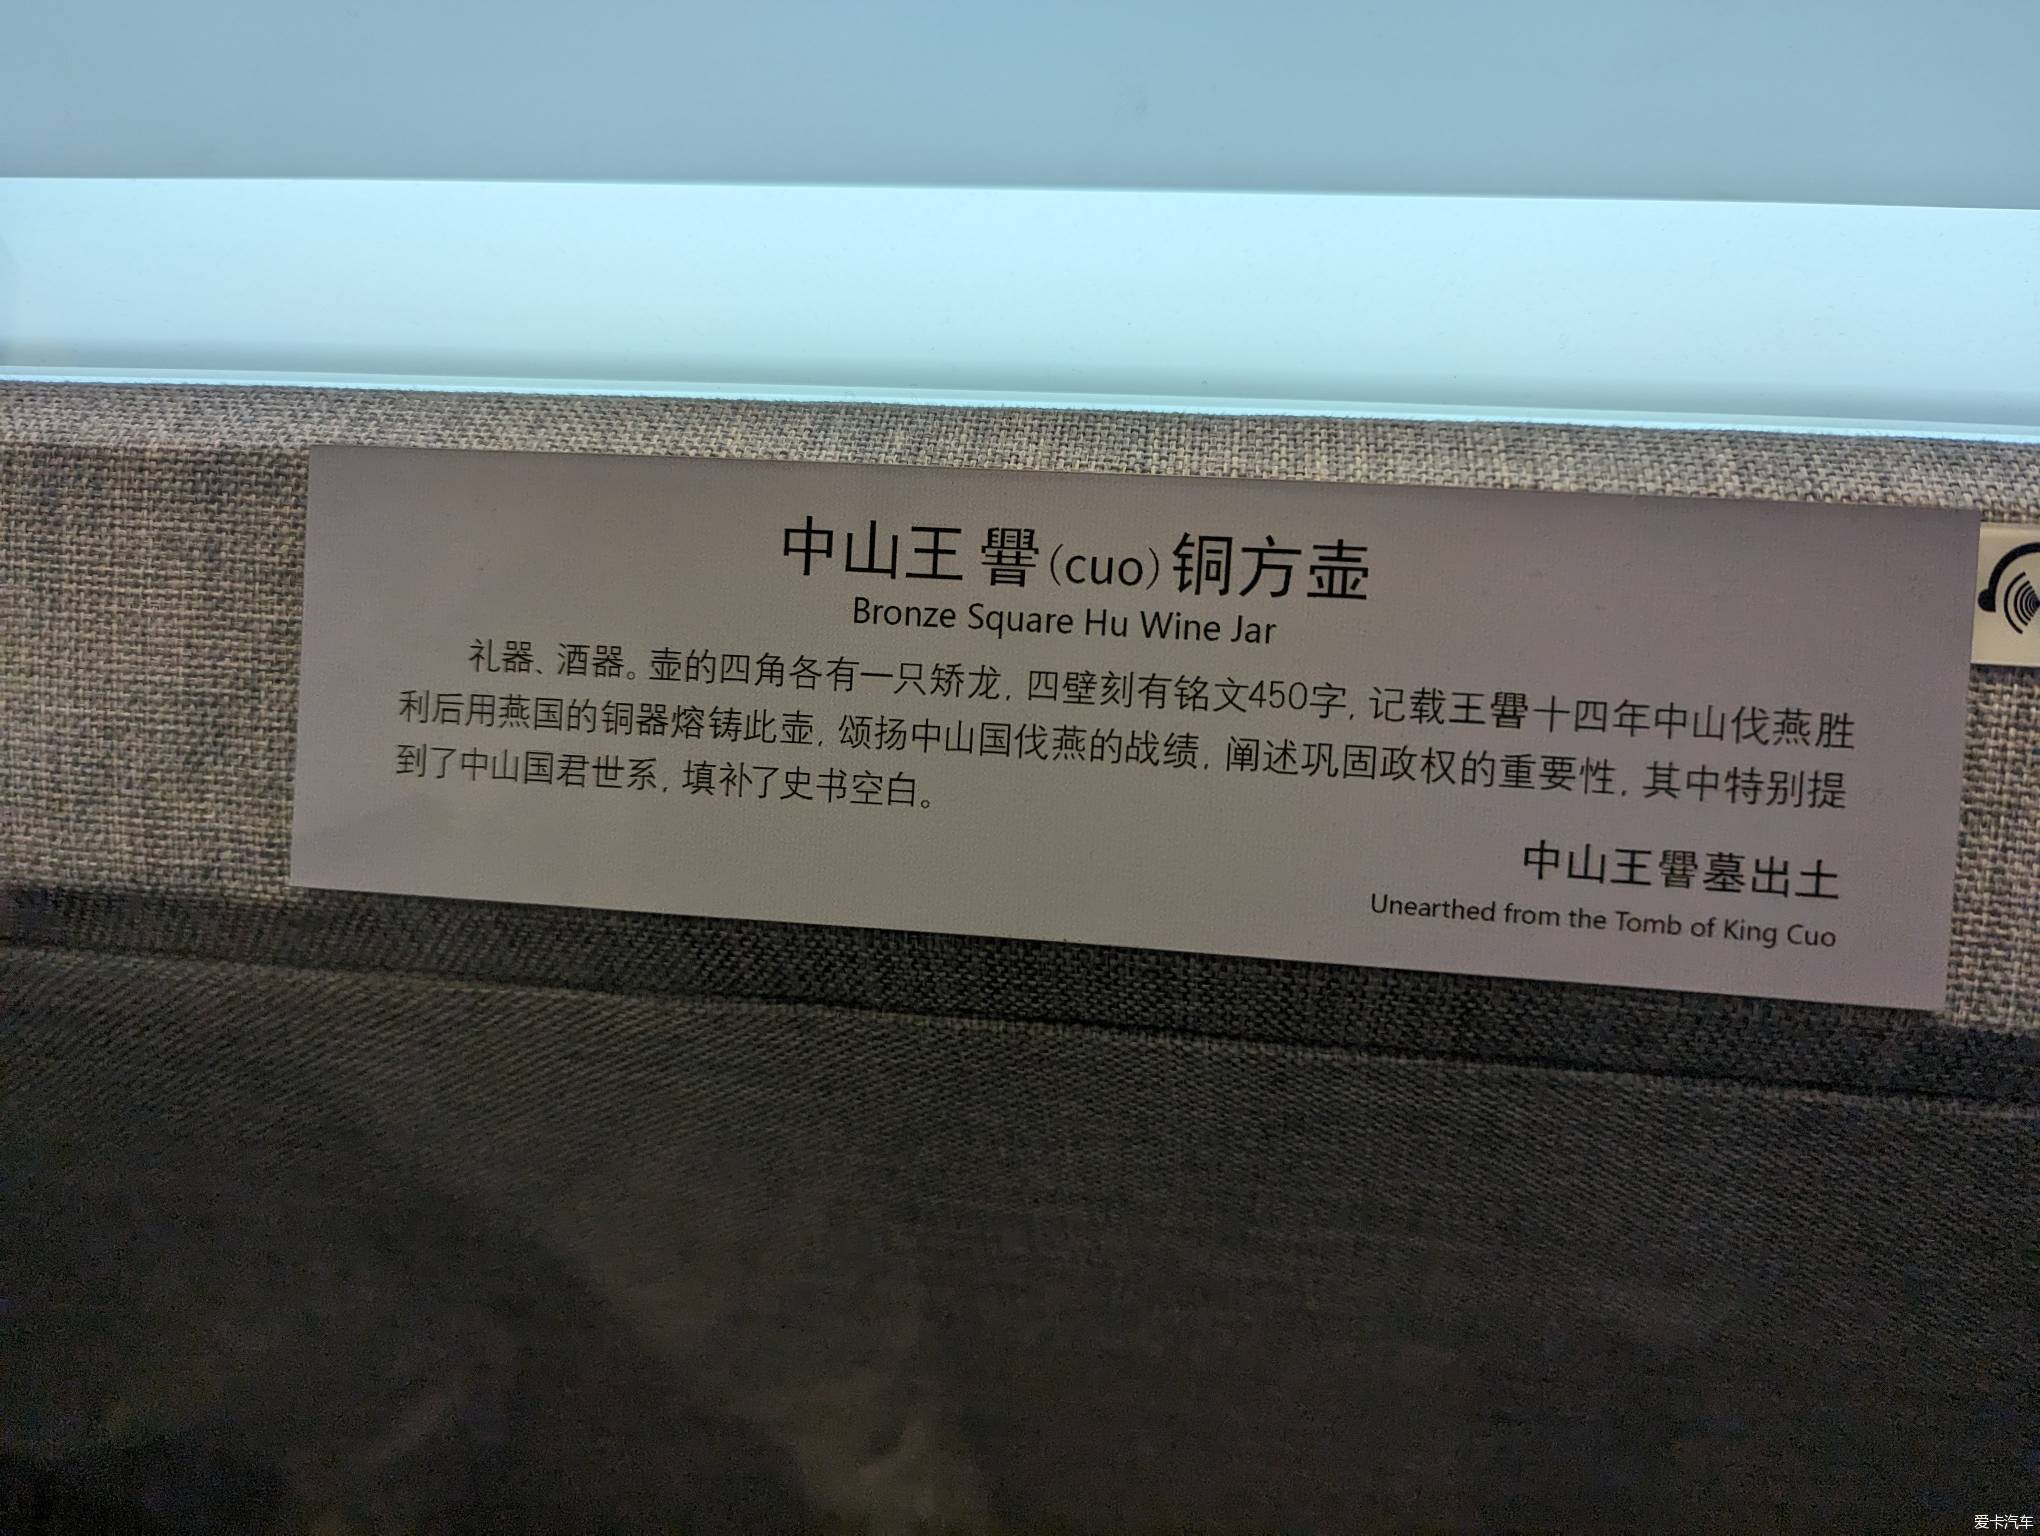 中山王 𰯼(cuo)铜方壶
Bronze Square Hu Wine Jar
礼器、酒器。壶的四角各有一只矫龙,四壁刻有铭文450字,记载王𰯼十四年中山伐燕胜
利后用燕国的铜器熔铸此壶,颂扬中山国伐燕的战绩,阐述巩固政权的重要性,其中特别提
到了中山国君世系,填补了史书空白。
中山王𰯼墓出土
Unearthed from the Tomb of King Cuo
爱卡汽车